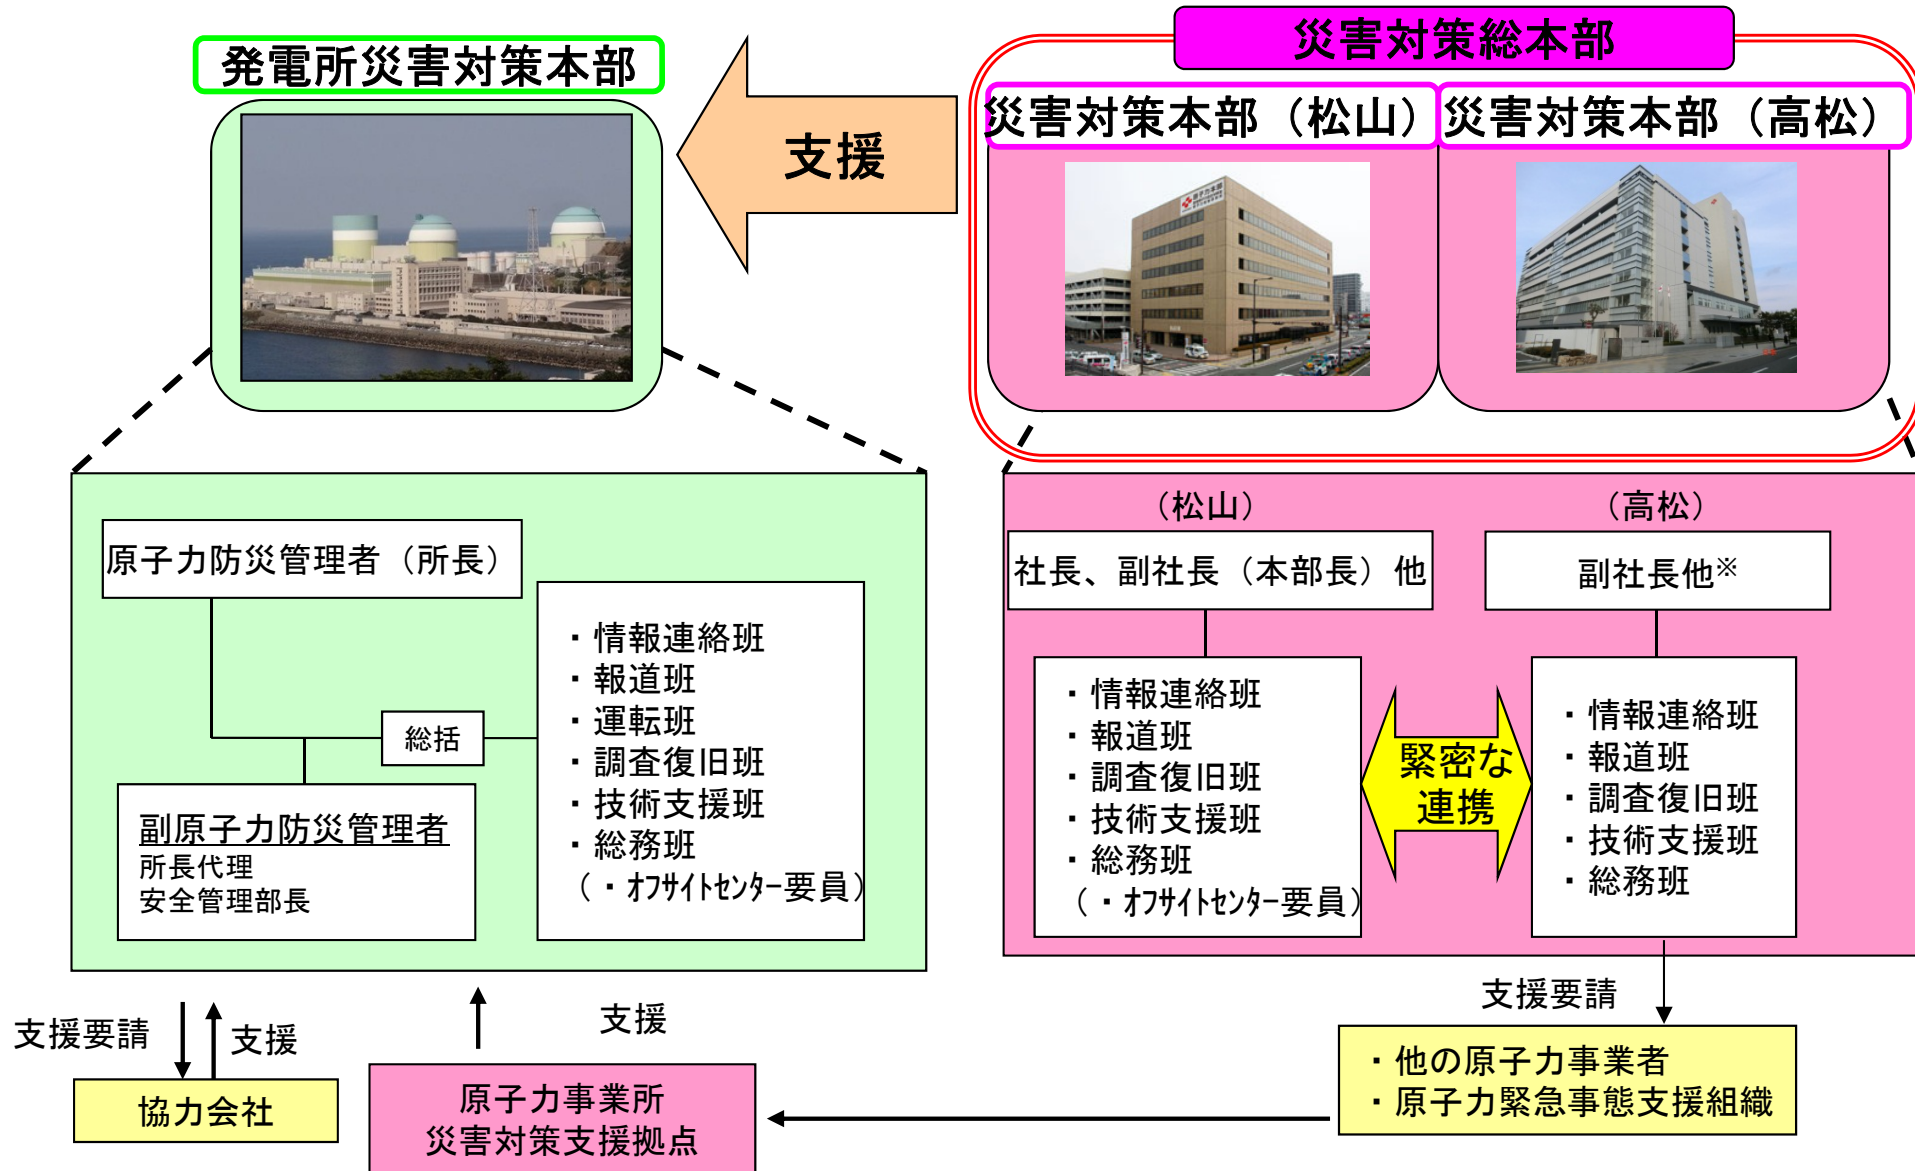 発電所災害対策本部
支援
災害対策総本部
災害対策本部（松山）
災害対策本部（高松）
原子力本部
原子力防災管理者（所長）
総括
副原子力防災管理者
所長代理
安全管理部長
・情報連絡班
・報道班
・運転班
・調査復旧班
・技術支援班
・総務班
（・オフサイトセンター要員）
（松山）
社長、副社長（本部長）他
・情報連絡班
・報道班
・調査復旧班
・技術支援班
・総務班
（・オフサイトセンター要員）
緊密な
連携
（高松）
副社長他※
・情報連絡班
・報道班
・調査復旧班
・技術支援班
・総務班
支援要請
支援
協力会社
支援
原子力事業所
災害対策支援拠点
支援要請
・他の原子力事業者
・原子力緊急事態支援組織